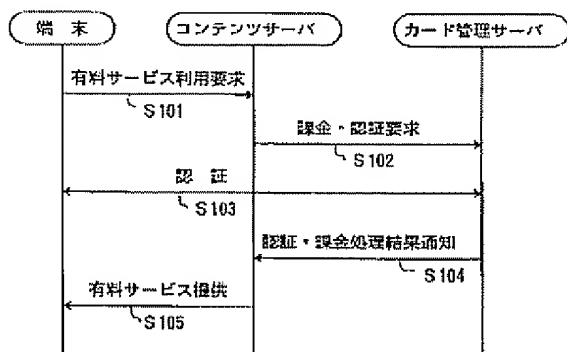 端　末
コンテンツサーバ
カード管理サーバ
有料サービス利用要求
S101
課金・認証要求
S102
認　証
S103
認証・課金処理結果通知
S104
有料サービス提供
S105